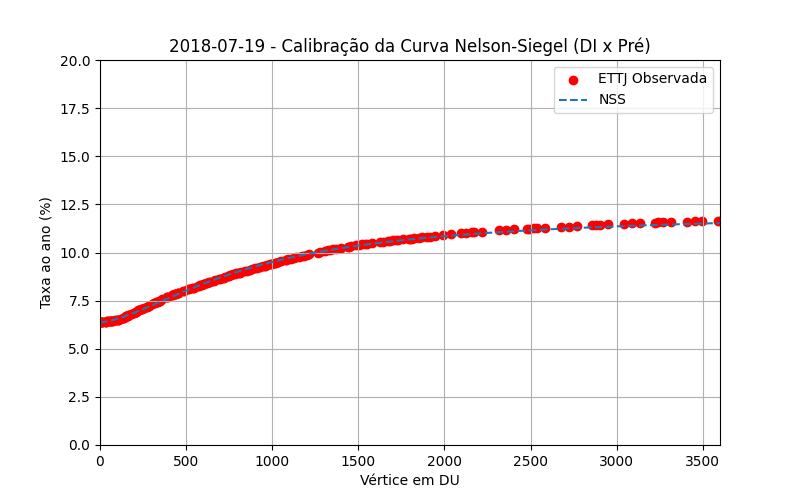 2018-07-19 - Calibração da Curva Nelson-Siegel (DI x Pré)
20.0
17.5
15.0
12.5
10.0
7.5
5.0
2.5
0.0
Taxa ao ano (%)
ETTJ Observada
NSS
0 500 1000 1500 2000 2500 3000 3500
Vértice em DU